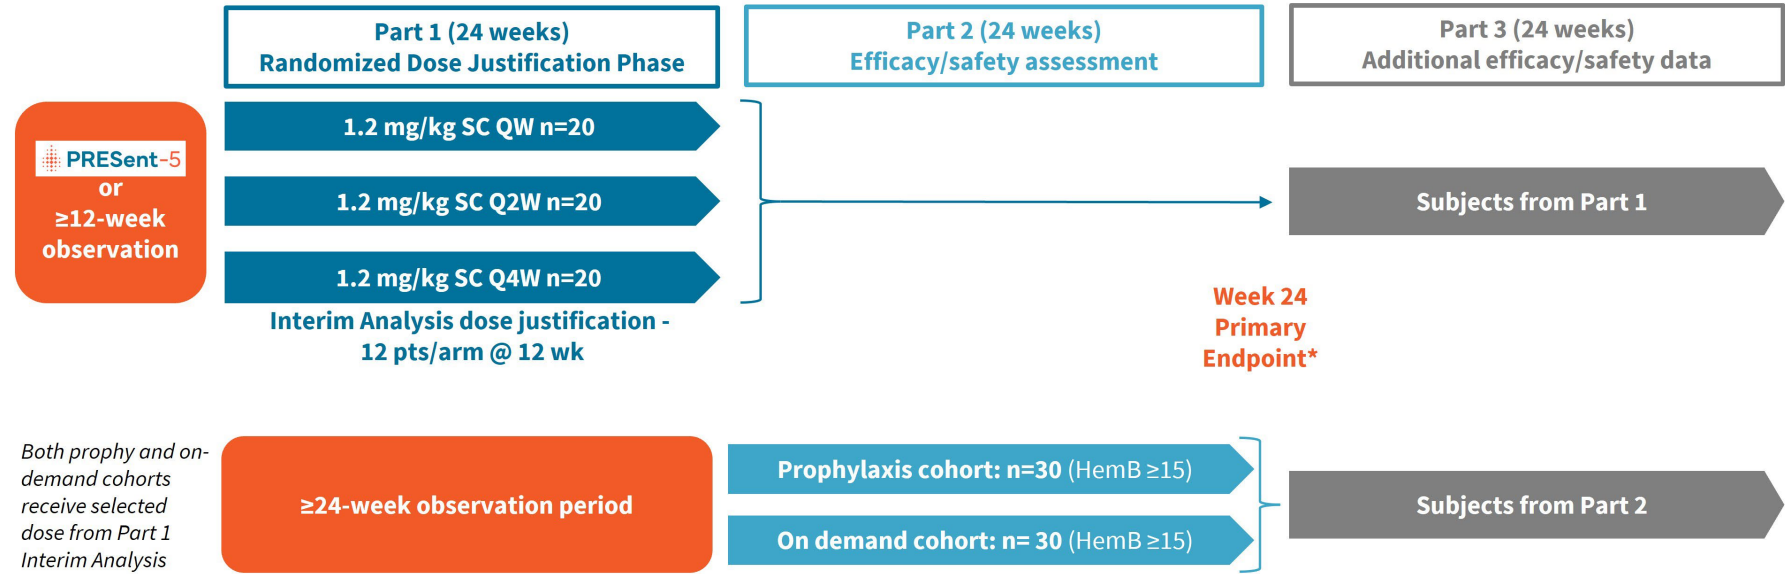 Part 1 (24 weeks)
Randomized Dose Justification Phase
Part 2 (24 weeks)
Efficacy/safety assessment
Part 3 (24 weeks)
Additional efficacy/safety data
PRESent-5
or
≥12-week
observation
1.2 mg/kg SC QW n=20
1.2 mg/kg SC Q2W n=20
1.2 mg/kg SC Q4W n=20
Interim Analysis dose justification -
12 pts/arm @ 12 wk
Subjects from Part 1
Week 24
Primary
Endpoint*
Both prophy and on-
demand cohorts
receive selected
dose from Part 1
Interim Analysis
≥24-week observation period
Prophylaxis cohort: n=30 (HemB ≥15)
On demand cohort: n= 30 (HemB ≥15)
Subjects from Part 2